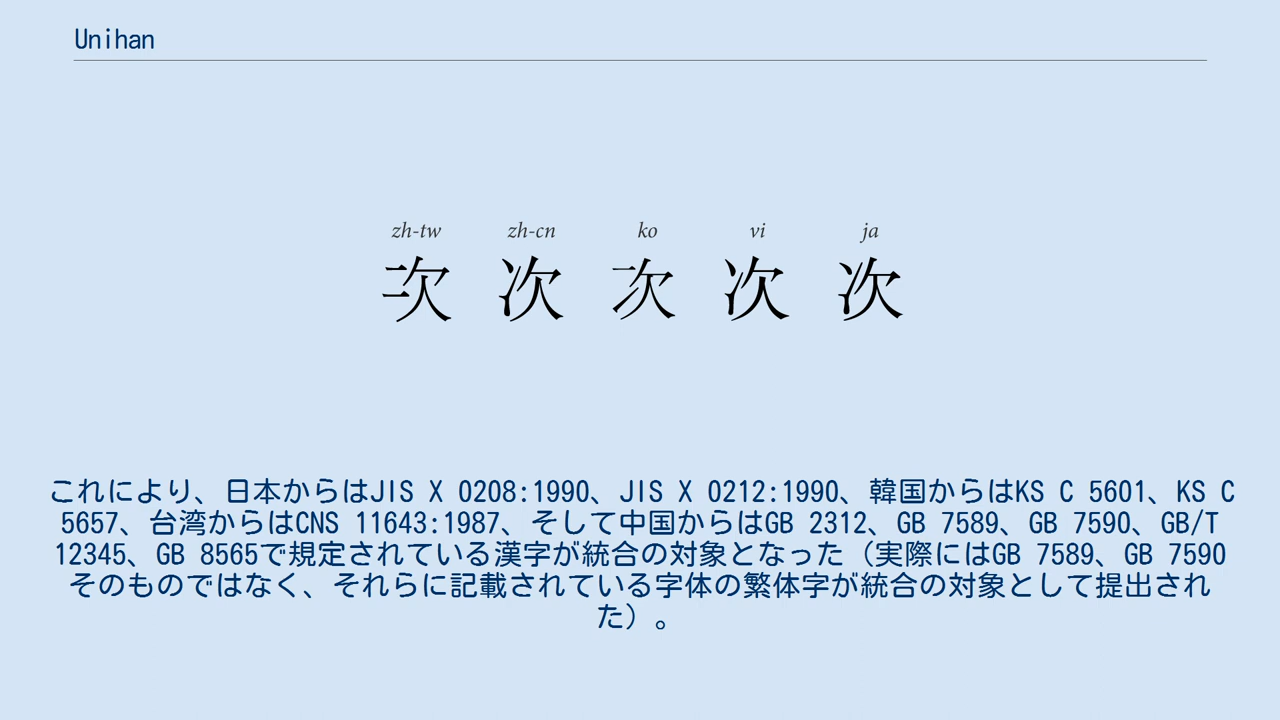 Unihan
zh-tw zh-cn ko vi ja
次 次 次 次 次
これにより、日本からはJIS X 0208:1990、JIS X 0212:1990、韓国からはKS C 5601、KS C
5657、台湾からはCNS 11643:1987、そして中国からはGB 2312、GB 7589、GB 7590、GB/T
12345、GB 8565で規定されている漢字が統合の対象となった（実際にはGB 7589、GB 7590
そのものではなく、それらに記載されている字体の繁体字が統合の対象として提出され
た）。